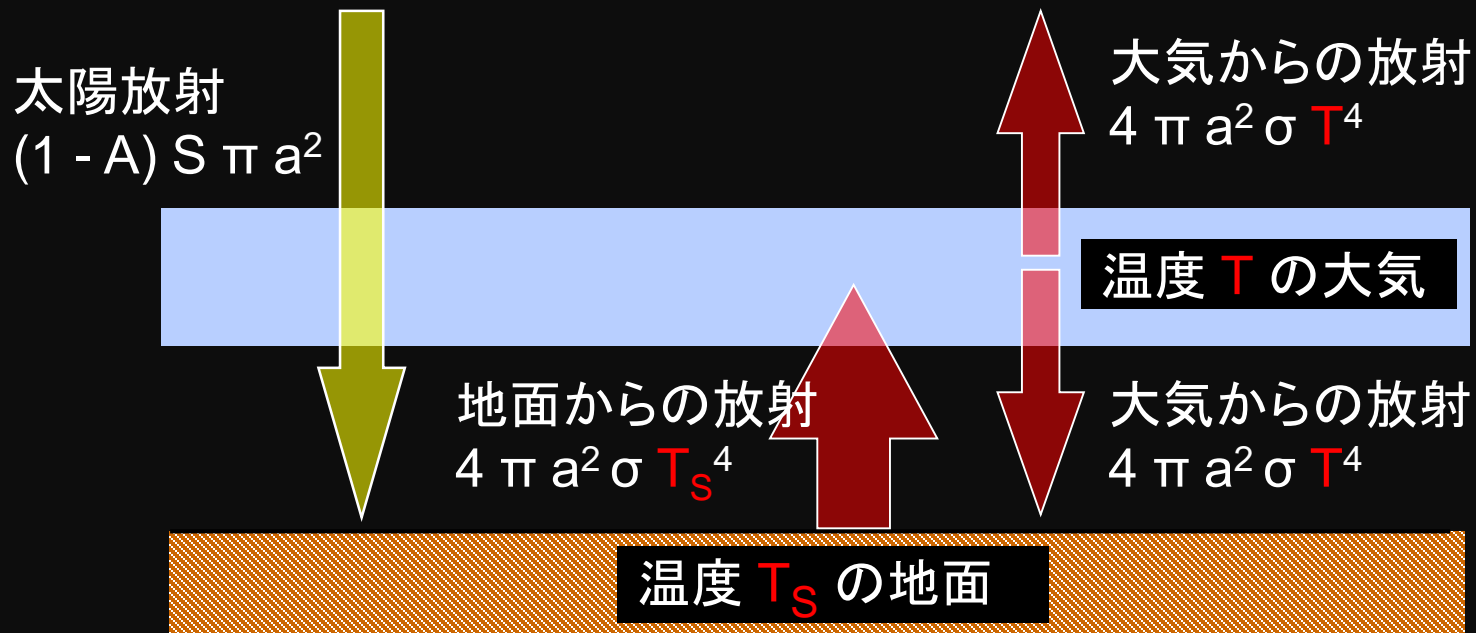 太陽放射
(1 - A) S π a²
大気からの放射
4 π a² σ T⁴
温度 T の大気
地面からの放射
4 π a² σ Tₛ⁴
大気からの放射
4 π a² σ T⁴
温度 Tₛ の地面